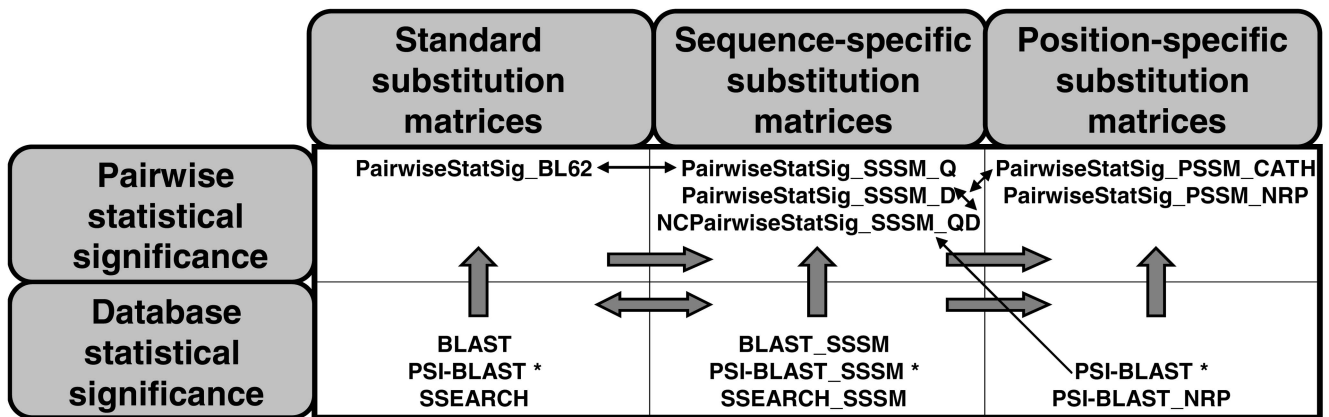 Standard
substitution
matrices
Sequence-specific
substitution
matrices
Position-specific
substitution
matrices
Pairwise
statistical
significance
PairwiseStatSig_BL62
PairwiseStatSig_SSSM_Q
PairwiseStatSig_SSSM_D
NCPairwiseStatSig_SSSM_QD
PairwiseStatSig_PSSM_CATH
PairwiseStatSig_PSSM_NRP
Database
statistical
significance
BLAST
PSI-BLAST *
SSEARCH
BLAST_SSSM
PSI-BLAST_SSSM *
SSEARCH_SSSM
PSI-BLAST *
PSI-BLAST_NRP